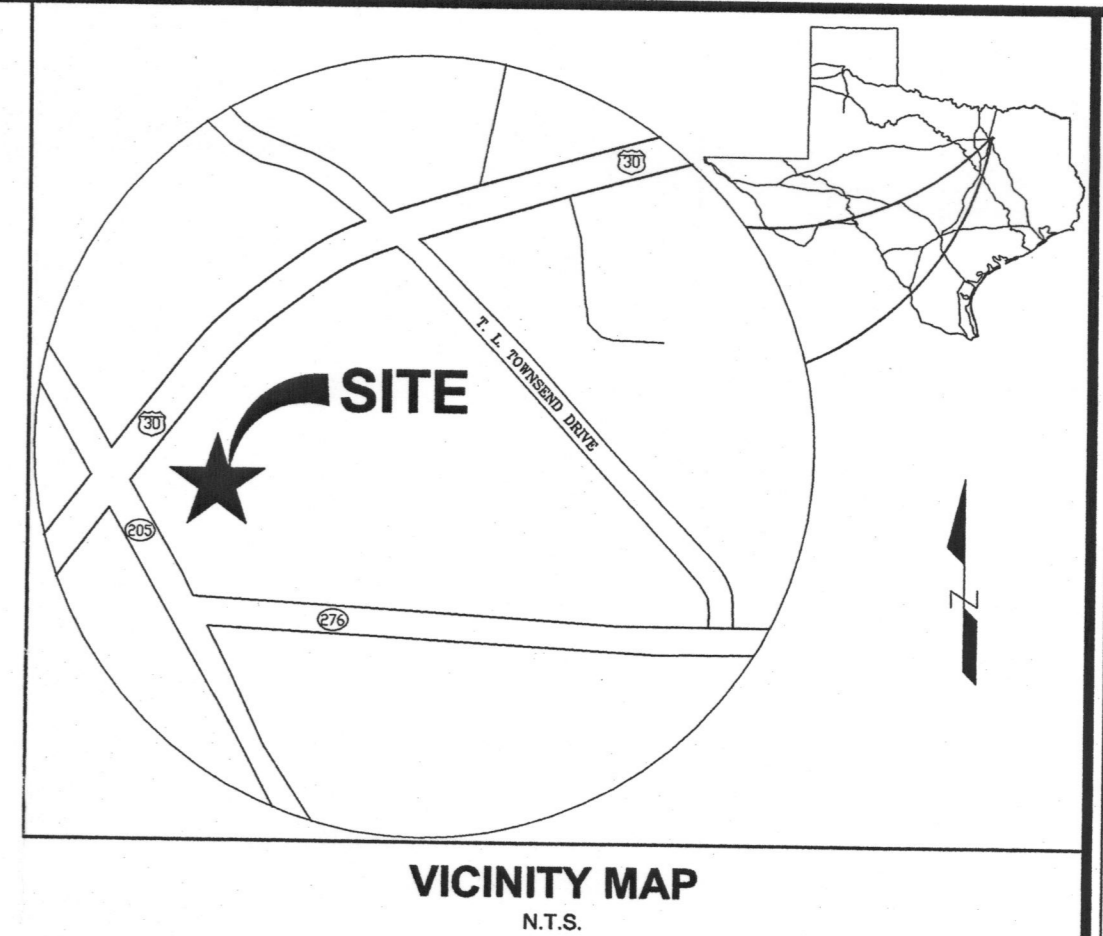 30
T. L. TOWNSEND DRIVE
SITE
30
205
276
N
VICINITY MAP
N.T.S.